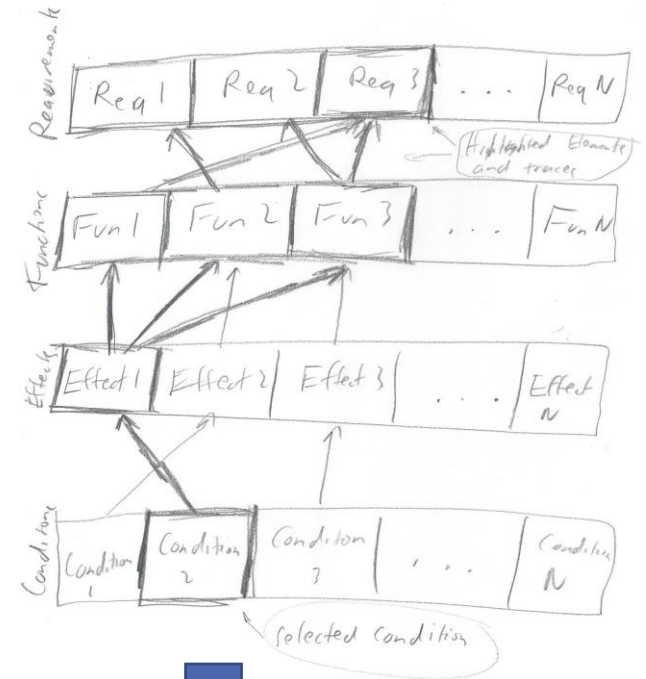 Requirements
Req 1 Req 2 Req 3 . . . Req N
Highlighted Elements
and traces
Functions
Fun 1 Fun 2 Fun 3 . . . Fun N
Effects
Effect 1 Effect 2 Effect 3 . . . Effect
N
Conditions
Condition
1
Condition
2
Condition
3
. . .
Condition
N
selected condition